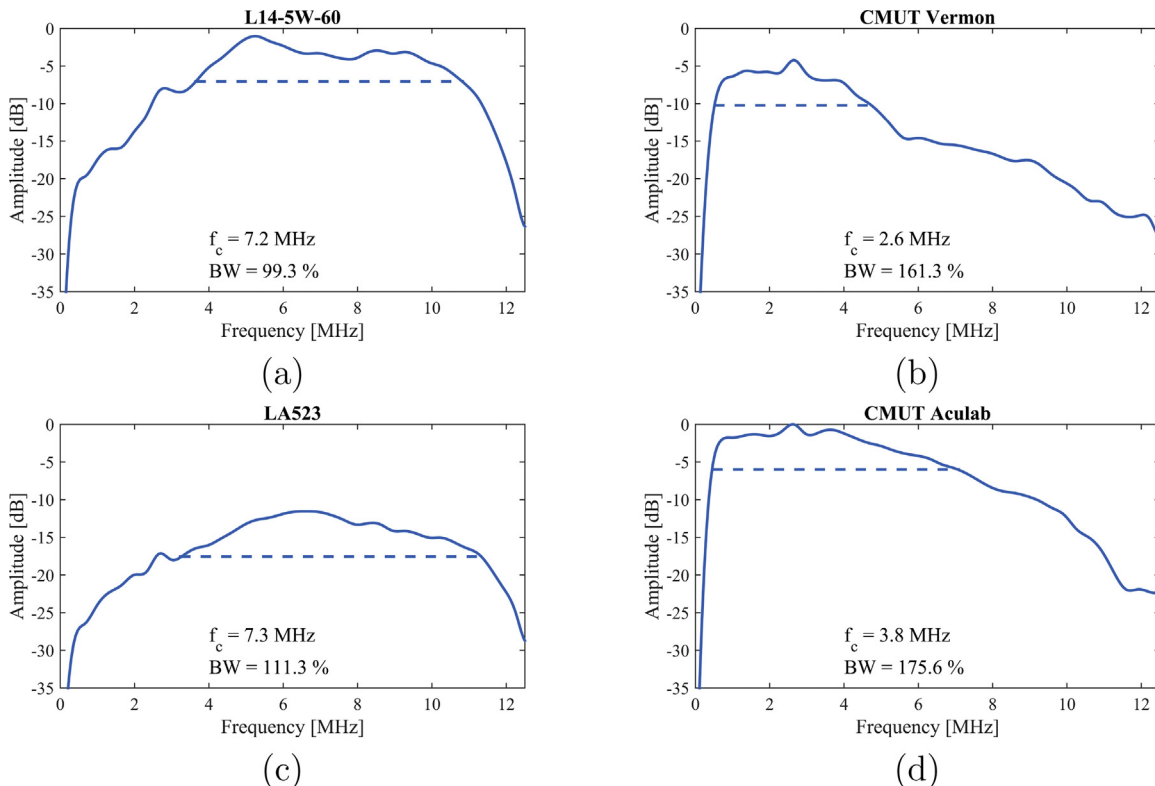 L14-5W-60
0
-5
-10
-15
-20
-25
-30
-35
Amplitude [dB]
f_c = 7.2 MHz
BW = 99.3 %
0 2 4 6 8 10 12
Frequency [MHz]
(a)
CMUT Vermon
0
-5
-10
-15
-20
-25
-30
-35
Amplitude [dB]
f_c = 2.6 MHz
BW = 161.3 %
0 2 4 6 8 10 12
Frequency [MHz]
(b)
LA523
0
-5
-10
-15
-20
-25
-30
-35
Amplitude [dB]
f_c = 7.3 MHz
BW = 111.3 %
0 2 4 6 8 10 12
Frequency [MHz]
(c)
CMUT Aculab
0
-5
-10
-15
-20
-25
-30
-35
Amplitude [dB]
f_c = 3.8 MHz
BW = 175.6 %
0 2 4 6 8 10 12
Frequency [MHz]
(d)